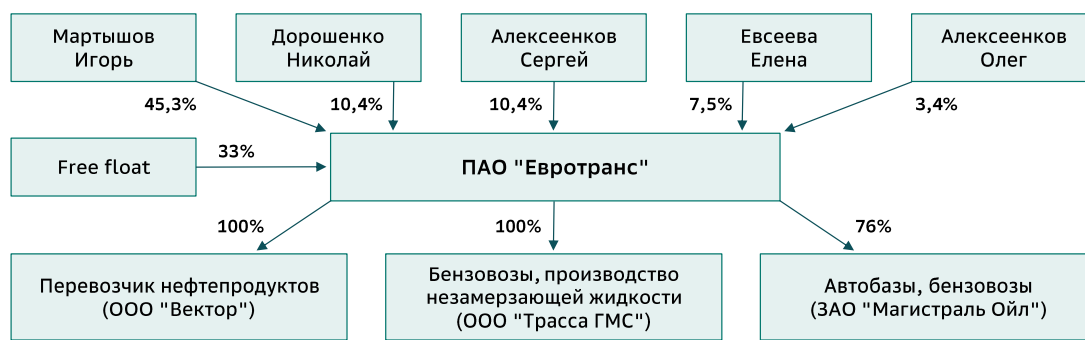 Мартышов
Игорь
Дорошенко
Николай
Алексеенков
Сергей
Евсеева
Елена
Алексеенков
Олег
45,3%
10,4%
10,4%
7,5%
3,4%
Free float
33%
ПАО "Евротранс"
100%
100%
76%
Перевозчик нефтепродуктов
(ООО "Вектор")
Бензовозы, производство
незамерзающей жидкости
(ООО "Трасса ГМС")
Автобазы, бензовозы
(ЗАО "Магистраль Ойл")